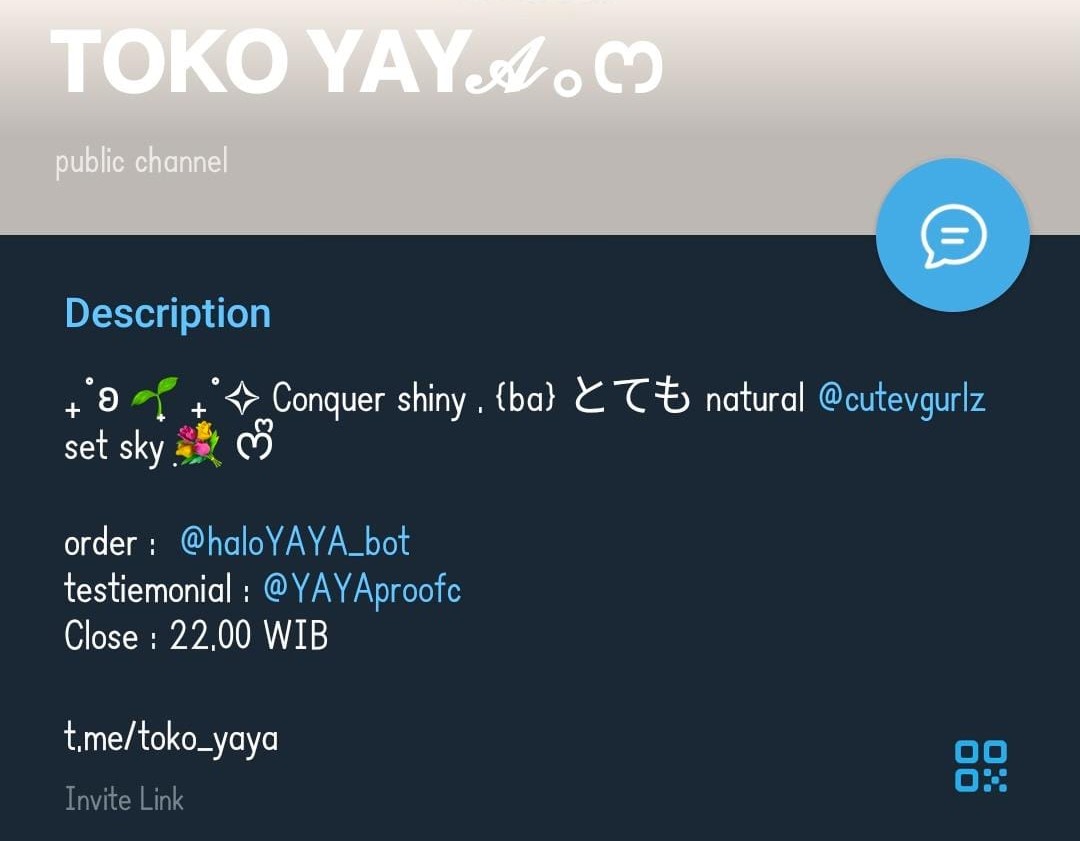 TOKO YAY𝓐｡ෆ
public channel
Description
₊˚ʚ 🌱 ₊˚✧ Conquer shiny . {ba} とても natural @cutevgurlz
set sky 💐 ෆ
order : @haloYAYA_bot
testiemonial : @YAYAproofc
Close : 22.00 WIB
t.me/toko_yaya
Invite Link